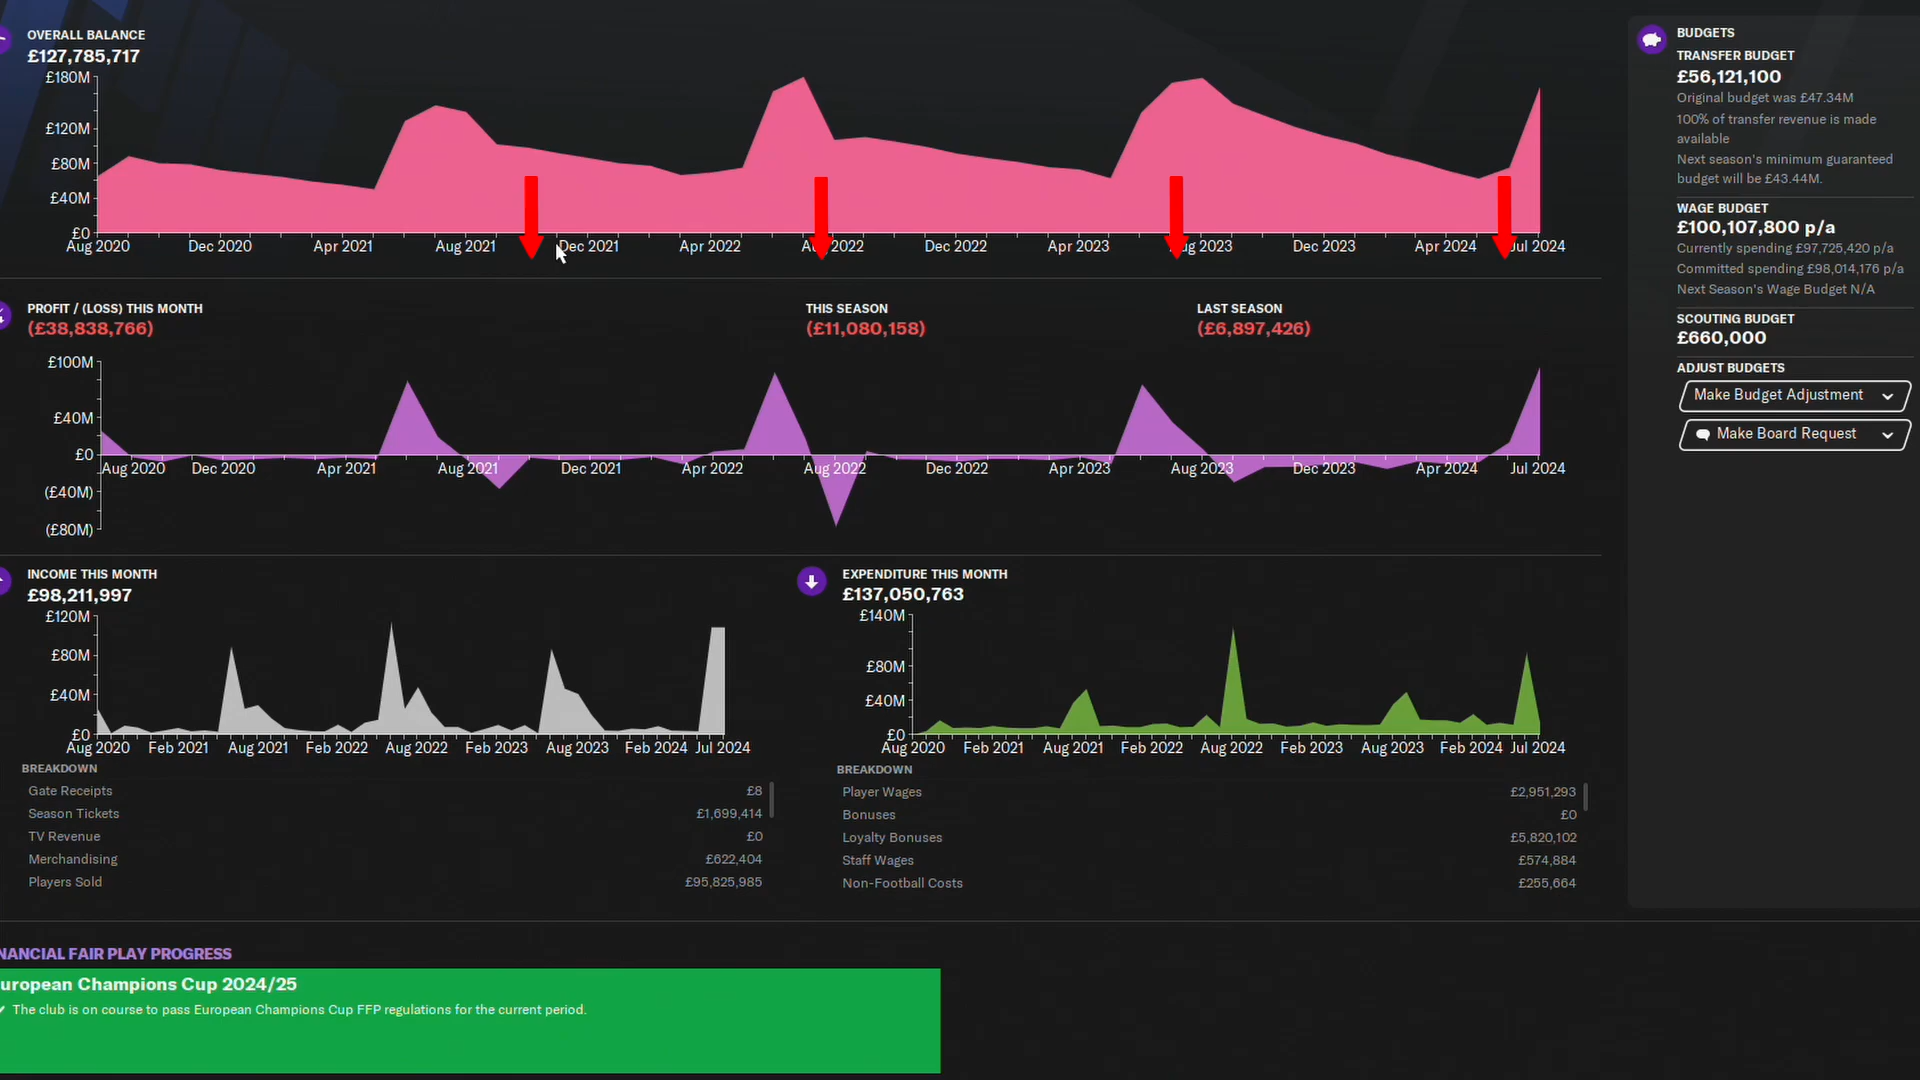 OVERALL BALANCE
£127,785,717
£180M
£120M
£80M
£40M
£0
Aug 2020 Dec 2020 Apr 2021 Aug 2021 Dec 2021 Apr 2022 2022 Dec 2022 Apr 2023 2023 Dec 2023 Apr 2024 Jul 2024
PROFIT / (LOSS) THIS MONTH
(£38,838,766)
THIS SEASON
(£11,080,158)
LAST SEASON
(£6,897,426)
£100M
£40M
£0
(£40M)
(£80M)
Aug 2020 Dec 2020 Apr 2021 Aug 2021 Dec 2021 Apr 2022 Aug 2022 Dec 2022 Apr 2023 Aug 2023 Dec 2023 Apr 2024 Jul 2024
INCOME THIS MONTH
£98,211,997
£120M
£80M
£40M
£0
Aug 2020 Feb 2021 Aug 2021 Feb 2022 Aug 2022 Feb 2023 Aug 2023 Feb 2024 Jul 2024
BREAKDOWN
Gate Receipts £8
Season Tickets £1,699,414
TV Revenue £0
Merchandising £622,404
Players Sold £95,825,985
EXPENDITURE THIS MONTH
£137,050,763
£140M
£80M
£40M
£0
Aug 2020 Feb 2021 Aug 2021 Feb 2022 Aug 2022 Feb 2023 Aug 2023 Feb 2024 Jul 2024
BREAKDOWN
Player Wages £2,951,293
Bonuses £0
Loyalty Bonuses £5,820,102
Staff Wages £574,884
Non-Football Costs £255,664
NANCIAL FAIR PLAY PROGRESS
uropean Champions Cup 2024/25
The club is on course to pass European Champions Cup FFP regulations for the current period.
BUDGETS
TRANSFER BUDGET
£56,121,100
Original budget was £47.34M
100% of transfer revenue is made
available
Next season's minimum guaranteed
budget will be £43.44M.
WAGE BUDGET
£100,107,800 p/a
Currently spending £97,725,420 p/a
Committed spending £98,014,176 p/a
Next Season's Wage Budget N/A
SCOUTING BUDGET
£660,000
ADJUST BUDGETS
Make Budget Adjustment
Make Board Request